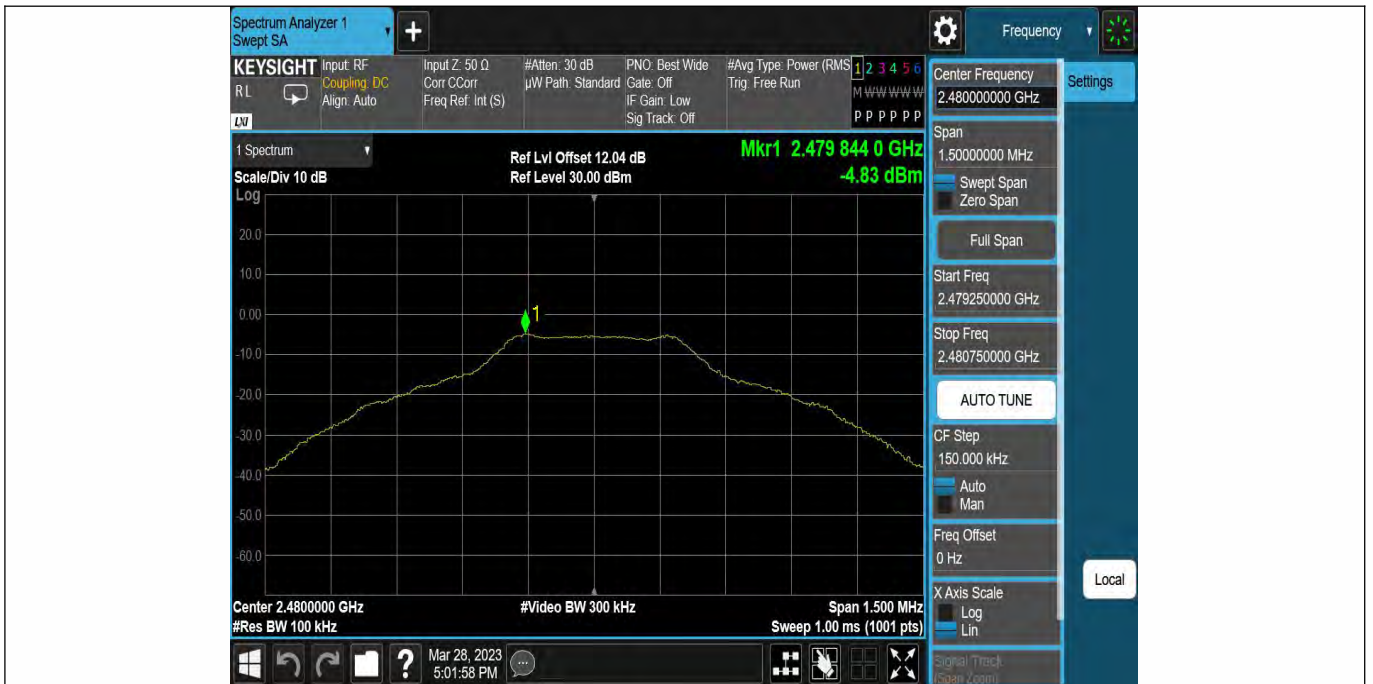 Spectrum Analyzer 1
Swept SA
+
Frequency
KEYSIGHT
RL
LXI
Input: RF
Coupling: DC
Align: Auto
Input Z: 50 Ω
Corr CCorr
Freq Ref: Int (S)
#Atten: 30 dB
µW Path: Standard
PNO: Best Wide
Gate: Off
IF Gain: Low
Sig Track: Off
#Avg Type: Power (RMS
Trig: Free Run
1 2 3 4 5 6
M W W W W W
P P P P P P
1 Spectrum
Scale/Div 10 dB
Log
Ref Lvl Offset 12.04 dB
Ref Level 30.00 dBm
Mkr1 2.479 844 0 GHz
-4.83 dBm
20.0
10.0
0.00
-10.0
-20.0
-30.0
-40.0
-50.0
-60.0
1
Center 2.4800000 GHz
#Res BW 100 kHz
#Video BW 300 kHz
Span 1.500 MHz
Sweep 1.00 ms (1001 pts)
Center Frequency
2.480000000 GHz
Settings
Span
1.50000000 MHz
Swept Span
Zero Span
Full Span
Start Freq
2.479250000 GHz
Stop Freq
2.480750000 GHz
AUTO TUNE
CF Step
150.000 kHz
Auto
Man
Freq Offset
0 Hz
X Axis Scale
Log
Lin
Local
Signal Track
(Span Zoom)
?
Mar 28, 2023
5:01:58 PM